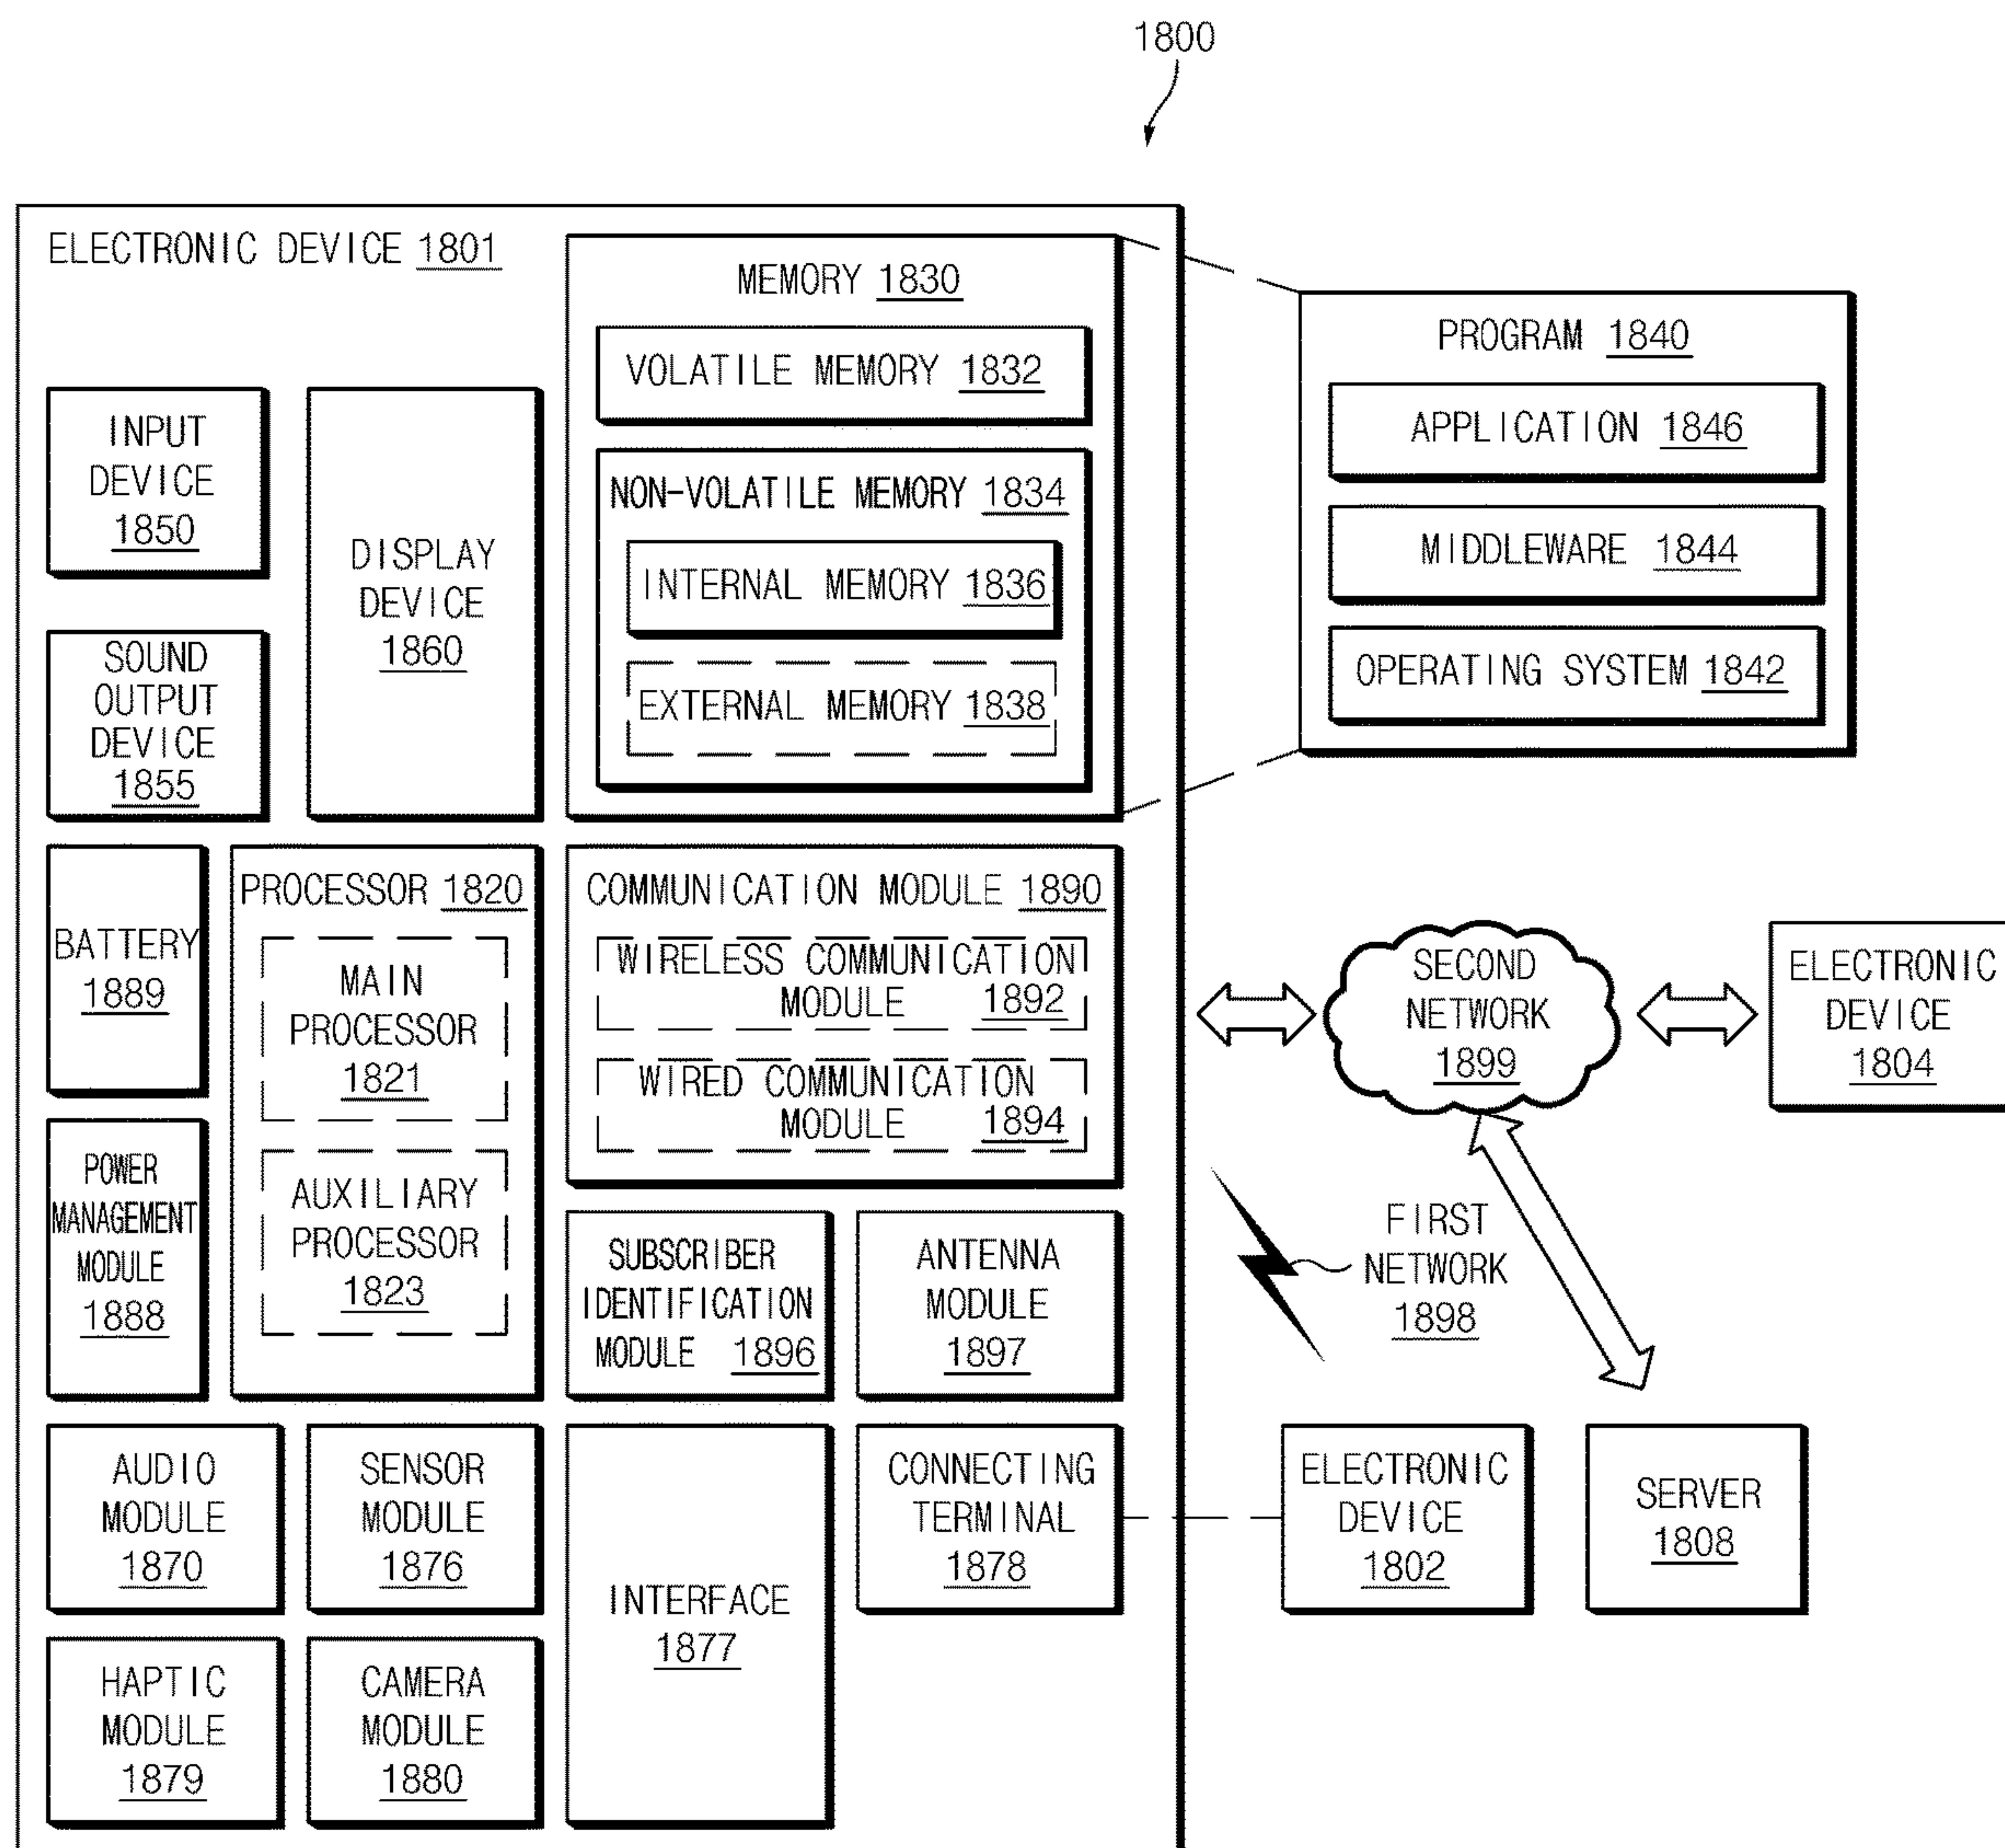 1800
ELECTRONIC DEVICE 1801
INPUT
DEVICE
1850
SOUND
OUTPUT
DEVICE
1855
DISPLAY
DEVICE
1860
MEMORY 1830
VOLATILE MEMORY 1832
NON-VOLATILE MEMORY 1834
INTERNAL MEMORY 1836
EXTERNAL MEMORY 1838
PROGRAM 1840
APPLICATION 1846
MIDDLEWARE 1844
OPERATING SYSTEM 1842
BATTERY
1889
POWER
MANAGEMENT
MODULE
1888
PROCESSOR 1820
MAIN
PROCESSOR
1821
AUXILIARY
PROCESSOR
1823
COMMUNICATION MODULE 1890
WIRELESS COMMUNICATION
MODULE 1892
WIRED COMMUNICATION
MODULE 1894
SUBSCRIBER
IDENTIFICATION
MODULE 1896
ANTENNA
MODULE
1897
SECOND
NETWORK
1899
ELECTRONIC
DEVICE
1804
FIRST
NETWORK
1898
AUDIO
MODULE
1870
SENSOR
MODULE
1876
INTERFACE
1877
CONNECTING
TERMINAL
1878
ELECTRONIC
DEVICE
1802
SERVER
1808
HAPTIC
MODULE
1879
CAMERA
MODULE
1880